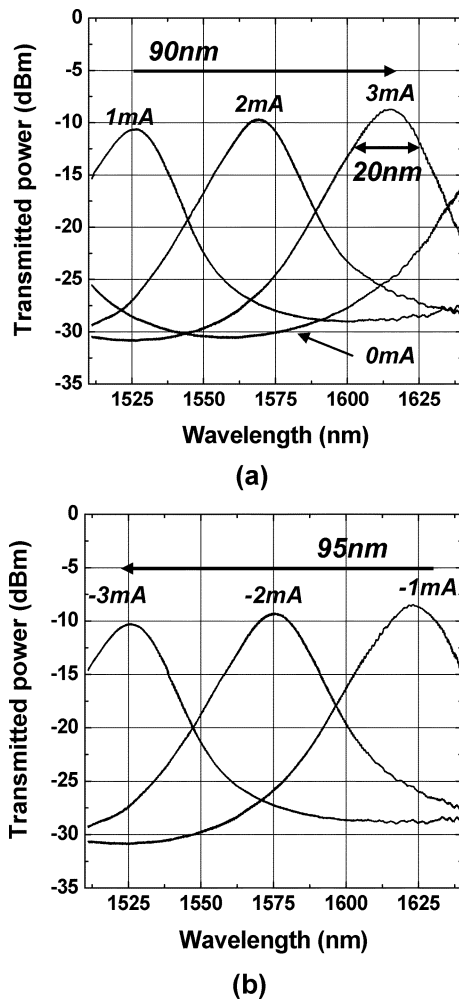 0
-5
-10
-15
-20
-25
-30
-35
Transmitted power (dBm)
90nm
1mA
2mA
3mA
20nm
0mA
1525 1550 1575 1600 1625
Wavelength (nm)
(a)
0
-5
-10
-15
-20
-25
-30
-35
Transmitted power (dBm)
95nm
-3mA
-2mA
-1mA
1525 1550 1575 1600 1625
Wavelength (nm)
(b)